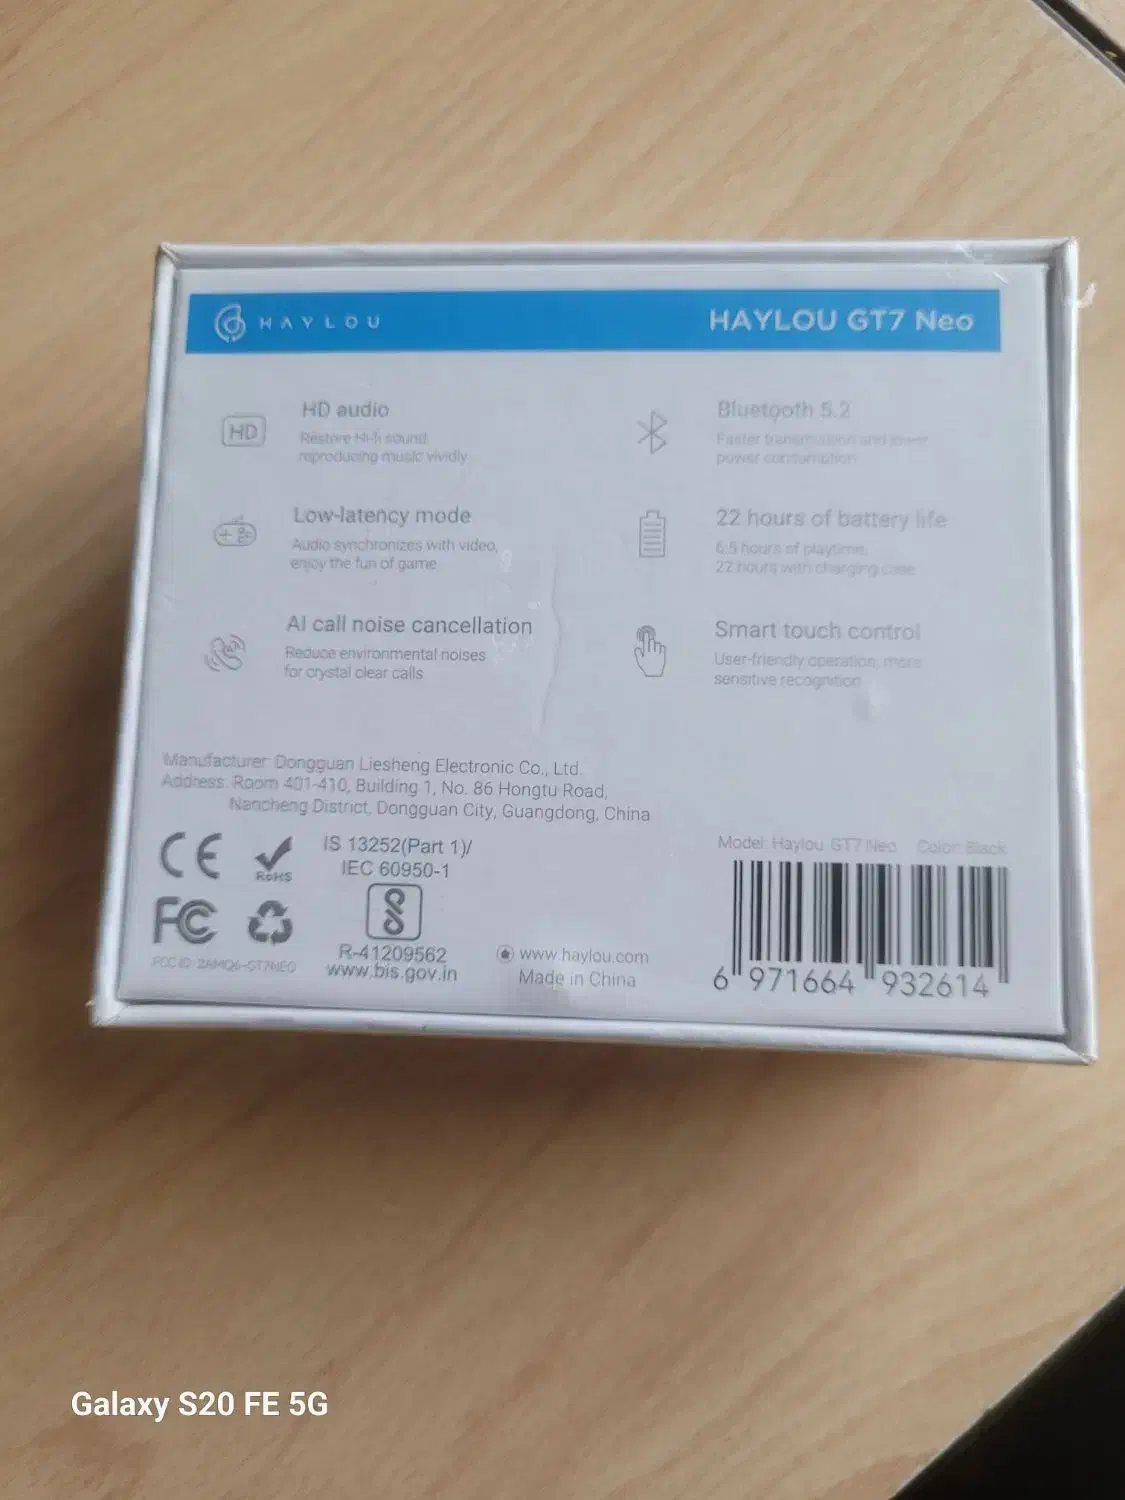 HAYLOU
HAYLOU GT7 Neo
HD
HD audio
Restore Hi-fi sound
reproducing music vividly
Bluetooth 5.2
Faster transmission and lower
power consumption
Low-latency mode
Audio synchronizes with video,
enjoy the fun of game
22 hours of battery life
6.5 hours of playtime,
22 hours with charging case
AI call noise cancellation
Reduce environmental noises
for crystal clear calls
Smart touch control
User-friendly operation, more
sensitive recognition
Manufacturer: Dongguan Liesheng Electronic Co., Ltd.
Address: Room 401-410, Building 1, No. 86 Hongtu Road,
Nancheng District, Dongguan City, Guangdong, China
CE
RoHS
IS 13252(Part 1)/
IEC 60950-1
FC
FCC ID: 2AMQ6-GT7NEO
R-41209562
www.bis.gov.in
www.haylou.com
Made in China
Model: Haylou GT7 Neo Color: Black
6 971664 932614
Galaxy S20 FE 5G